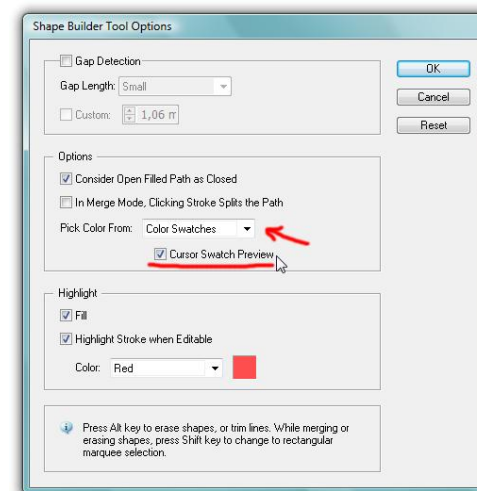 Shape Builder Tool Options
Gap Detection
Gap Length: Small
Custom: 1,06 m
OK
Cancel
Reset
Options
Consider Open Filled Path as Closed
In Merge Mode, Clicking Stroke Splits the Path
Pick Color From: Color Swatches
Cursor Swatch Preview
Highlight
Fill
Highlight Stroke when Editable
Color: Red
Press Alt key to erase shapes, or trim lines. While merging or
erasing shapes, press Shift key to change to rectangular
marquee selection.